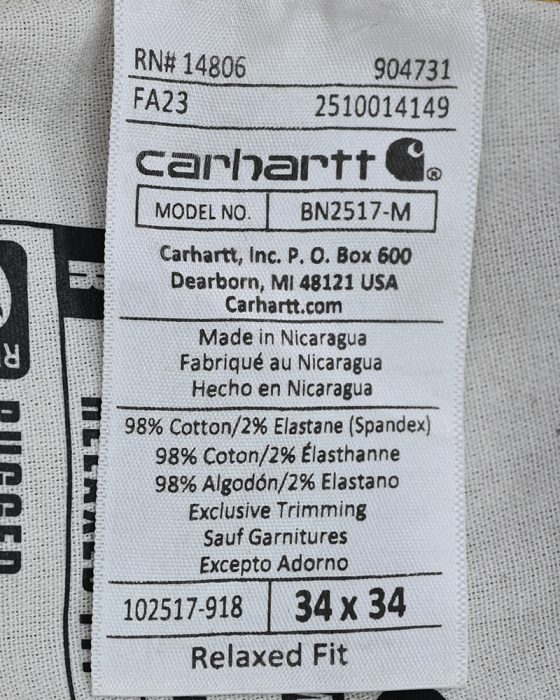 RN# 14806 904731
FA23 2510014149
carhartt ®
MODEL NO. BN2517-M
Carhartt, Inc. P. O. Box 600
Dearborn, MI 48121 USA
Carhartt.com
Made in Nicaragua
Fabriqué au Nicaragua
Hecho en Nicaragua
98% Cotton/2% Elastane (Spandex)
98% Coton/2% Élasthanne
98% Algodón/2% Elastano
Exclusive Trimming
Sauf Garnitures
Excepto Adorno
102517-918 34 x 34
Relaxed Fit